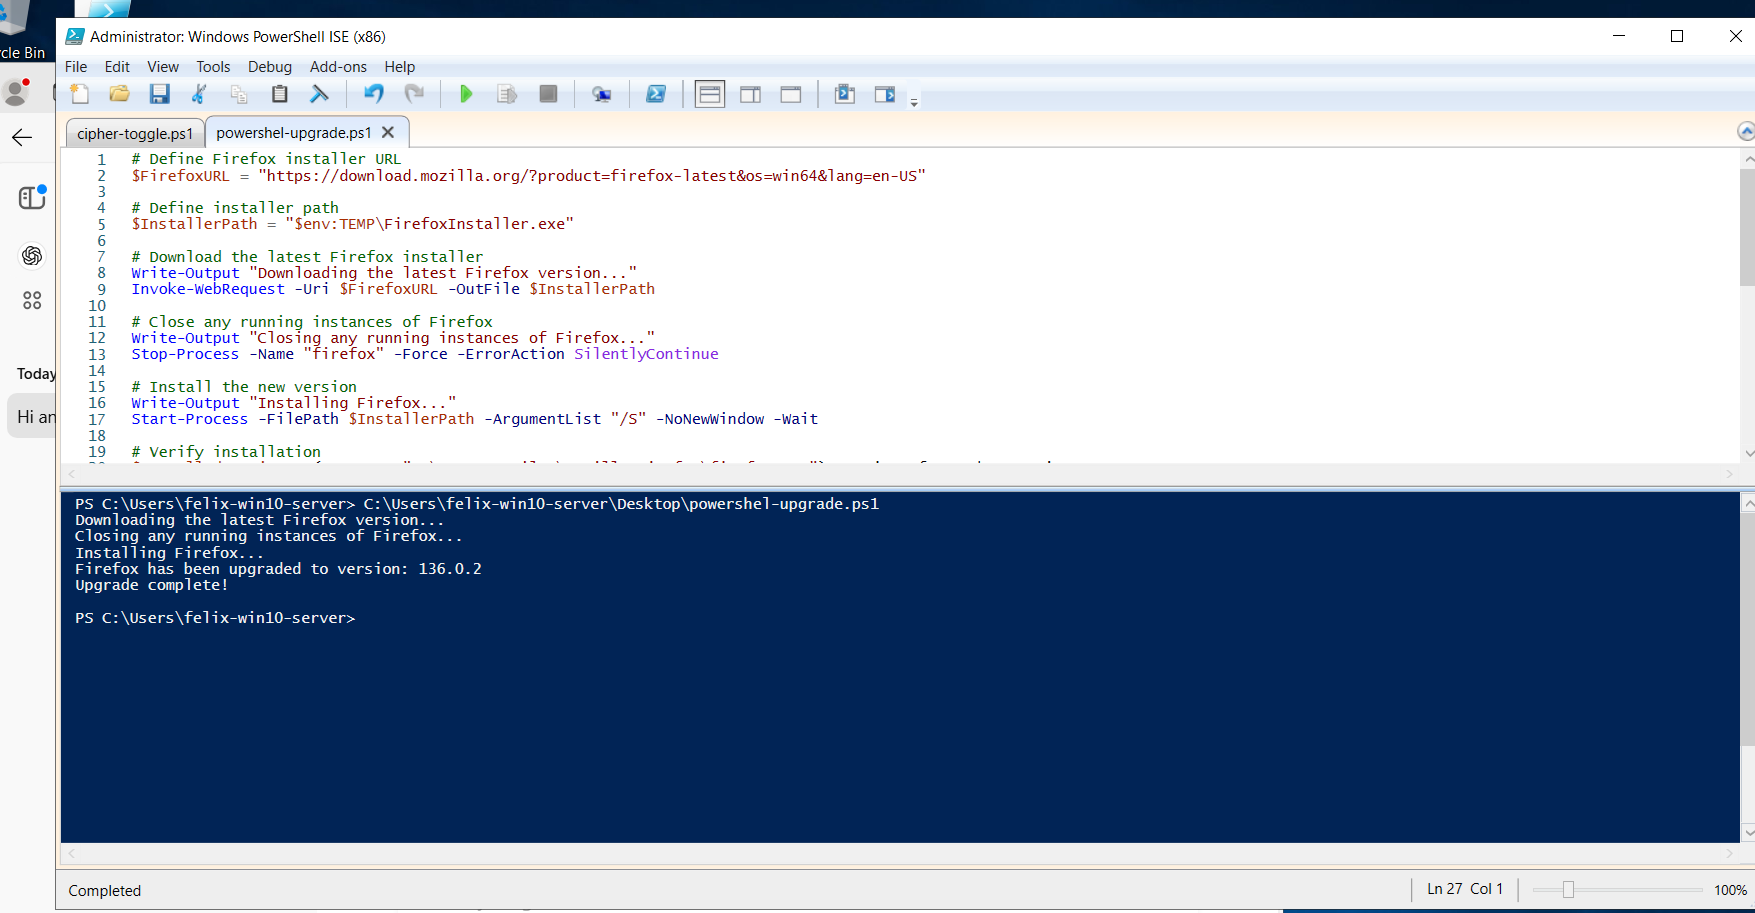 cle Bin
Administrator: Windows PowerShell ISE (x86)
File Edit View Tools Debug Add-ons Help
cipher-toggle.ps1 powershel-upgrade.ps1
1 # Define Firefox installer URL
2 $FirefoxURL = "https://download.mozilla.org/?product=firefox-latest&os=win64&lang=en-US"
3
4 # Define installer path
5 $InstallerPath = "$env:TEMP\FirefoxInstaller.exe"
6
7 # Download the latest Firefox installer
8 Write-Output "Downloading the latest Firefox version..."
9 Invoke-WebRequest -Uri $FirefoxURL -OutFile $InstallerPath
10
11 # Close any running instances of Firefox
12 Write-Output "Closing any running instances of Firefox..."
13 Stop-Process -Name "firefox" -Force -ErrorAction SilentlyContinue
14
15 # Install the new version
16 Write-Output "Installing Firefox..."
17 Start-Process -FilePath $InstallerPath -ArgumentList "/S" -NoNewWindow -Wait
18
19 # Verify installation
Today
Hi an
PS C:\Users\felix-win10-server> C:\Users\felix-win10-server\Desktop\powershel-upgrade.ps1
Downloading the latest Firefox version...
Closing any running instances of Firefox...
Installing Firefox...
Firefox has been upgraded to version: 136.0.2
Upgrade complete!
PS C:\Users\felix-win10-server>
Completed
Ln 27 Col 1
100%